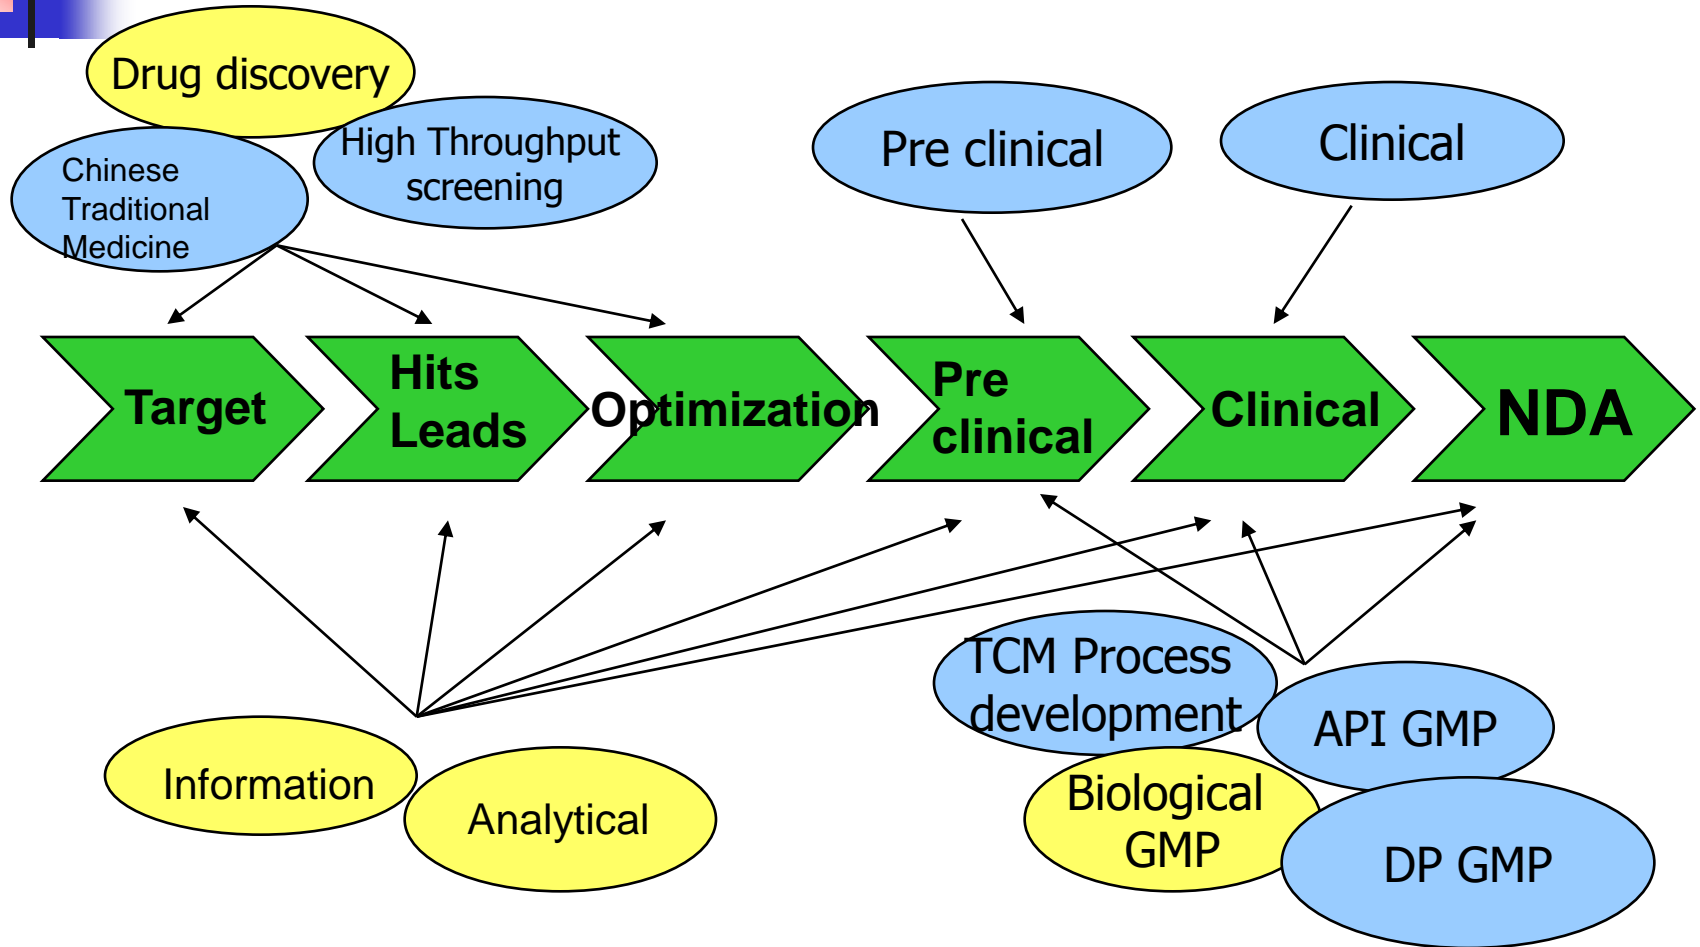 Drug discovery
High Throughput
screening
Chinese
Traditional
Medicine
Pre clinical
Clinical
Target
Hits
Leads
Optimization
Pre
clinical
Clinical
NDA
Information
Analytical
TCM Process
development
API GMP
Biological
GMP
DP GMP